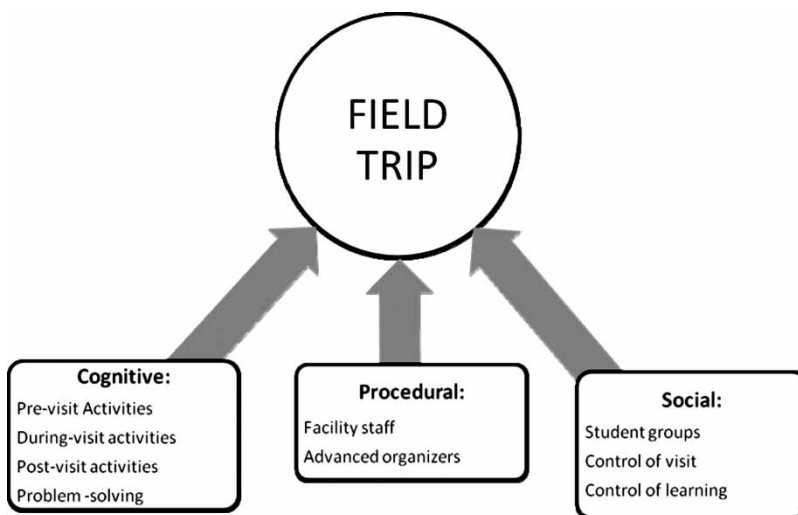 FIELD
TRIP
Cognitive:
Pre-visit Activities
During-visit activities
Post-visit activities
Problem -solving
Procedural:
Facility staff
Advanced organizers
Social:
Student groups
Control of visit
Control of learning